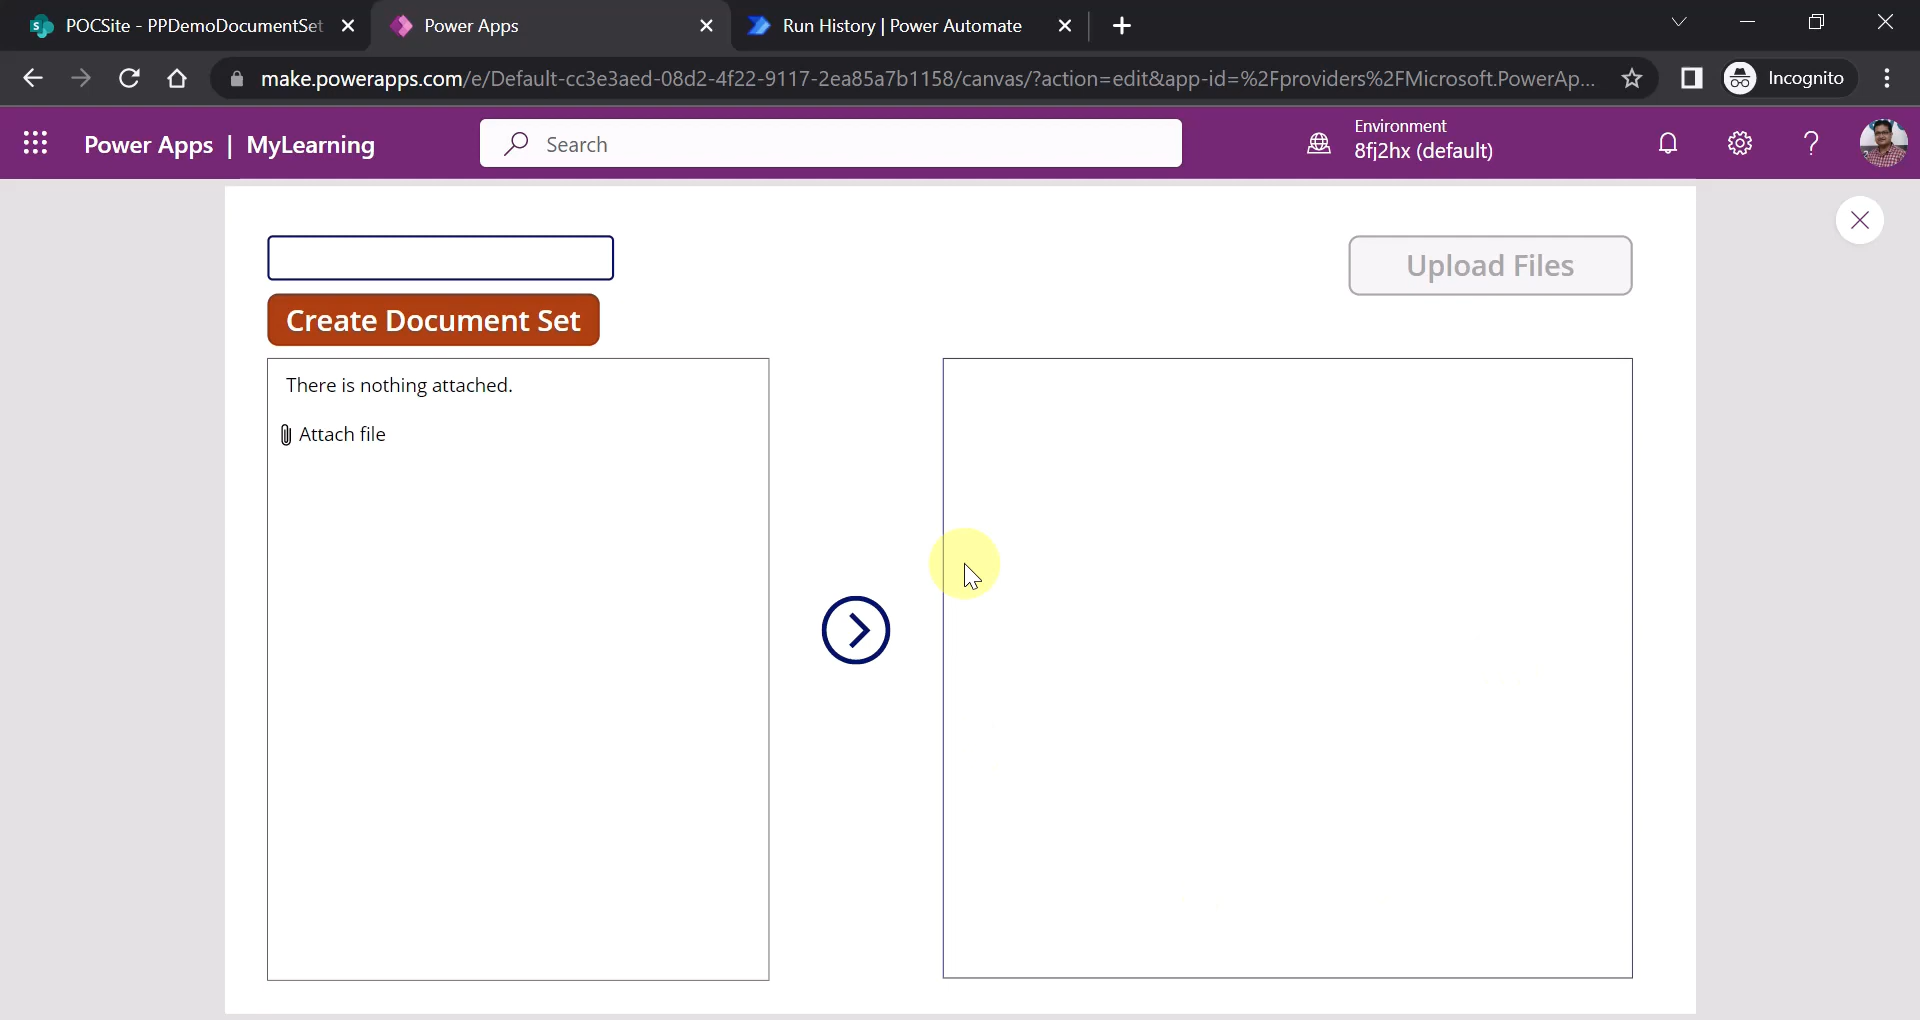 POCSite - PPDemoDocumentSet
Power Apps
Run History | Power Automate
make.powerapps.com/e/Default-cc3e3aed-08d2-4f22-9117-2ea85a7b1158/canvas/?action=edit&app-id=%2Fproviders%2FMicrosoft.PowerAp...
Incognito
Power Apps | MyLearning
Search
Environment
8fj2hx (default)
Upload Files
Create Document Set
There is nothing attached.
Attach file